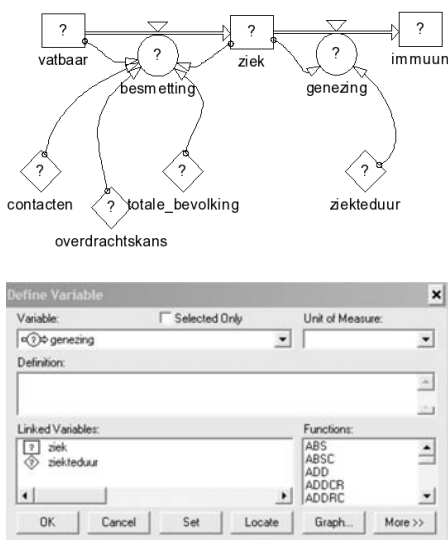 ? ? ?
vatbaar ? ziek ? immuun
besmetting genezing
? ? ? ?
contacten totale_bevolking ziekteduur
overdrachtskans
Define Variable
Variable: Selected Only Unit of Measure:
? genezing
Definition:
Linked Variables: Functions:
? ziek ABS
? ziekteduur ABSC
ADD
ADDCR
ADDRC
OK Cancel Set Locate Graph... More >>